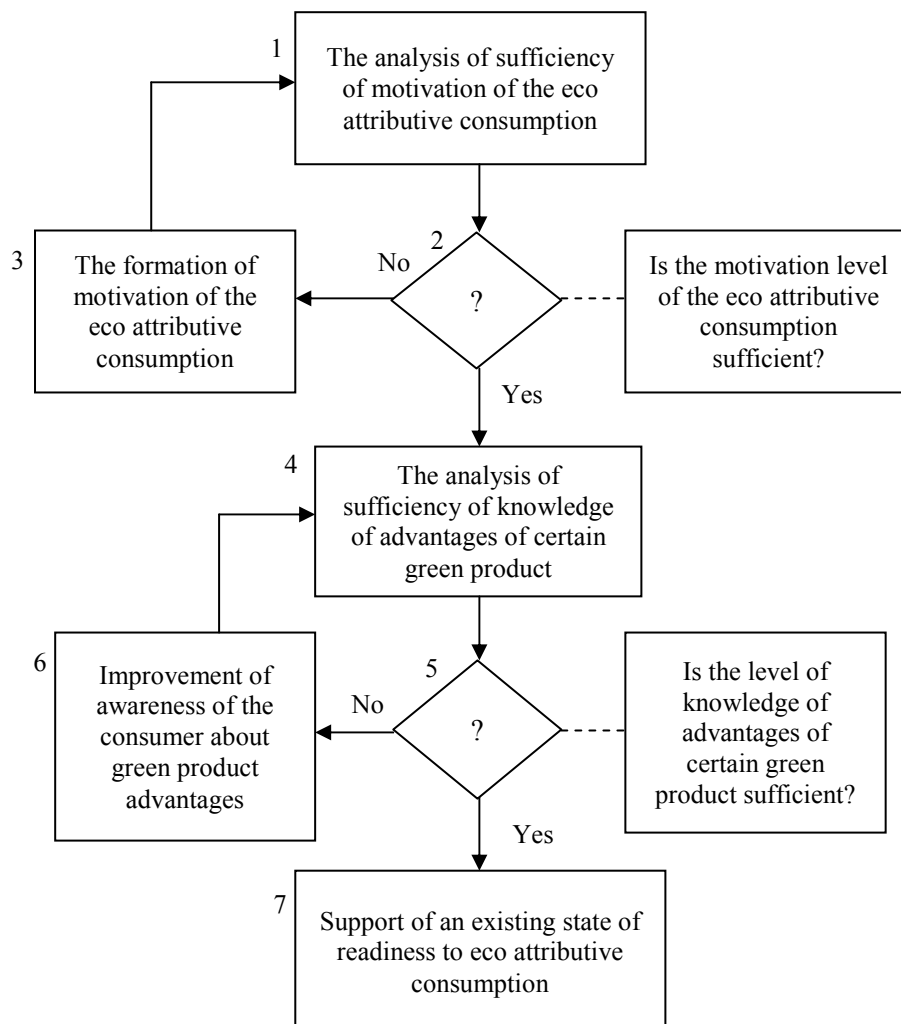 1
The analysis of sufficiency
of motivation of the eco
attributive consumption
2
No
?
3
The formation of
motivation of the
eco attributive
consumption
Is the motivation level
of the eco attributive
consumption
sufficient?
Yes
4
The analysis of
sufficiency of knowledge
of advantages of certain
green product
5
No
?
6
Improvement of
awareness of the
consumer about
green product
advantages
Is the level of
knowledge of
advantages of
certain green
product sufficient?
Yes
7
Support of an existing state of
readiness to eco attributive
consumption